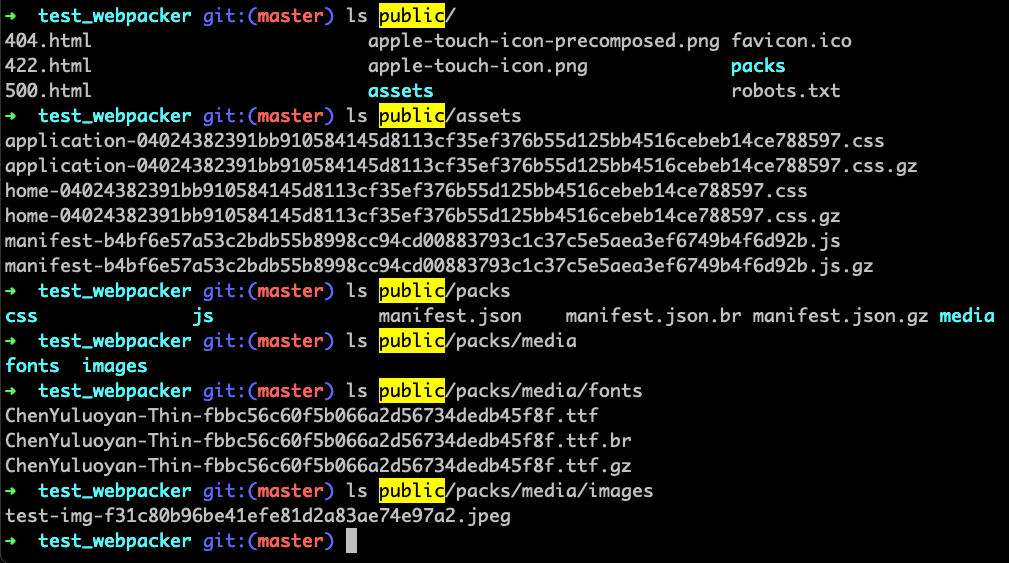 ➜  test_webpacker git:(master) ls public/
404.html                         apple-touch-icon-precomposed.png favicon.ico
422.html                         apple-touch-icon.png             packs
500.html                         assets                           robots.txt
➜  test_webpacker git:(master) ls public/assets
application-04024382391bb910584145d8113cf35ef376b55d125bb4516cebeb14ce788597.css
application-04024382391bb910584145d8113cf35ef376b55d125bb4516cebeb14ce788597.css.gz
home-04024382391bb910584145d8113cf35ef376b55d125bb4516cebeb14ce788597.css
home-04024382391bb910584145d8113cf35ef376b55d125bb4516cebeb14ce788597.css.gz
manifest-b4bf6e57a53c2bdb55b8998cc94cd00883793c1c37c5e5aea3ef6749b4f6d92b.js
manifest-b4bf6e57a53c2bdb55b8998cc94cd00883793c1c37c5e5aea3ef6749b4f6d92b.js.gz
➜  test_webpacker git:(master) ls public/packs
css              js               manifest.json    manifest.json.br manifest.json.gz media
➜  test_webpacker git:(master) ls public/packs/media
fonts  images
➜  test_webpacker git:(master) ls public/packs/media/fonts
ChenYuluoyan-Thin-fbbc56c60f5b066a2d56734dedb45f8f.ttf
ChenYuluoyan-Thin-fbbc56c60f5b066a2d56734dedb45f8f.ttf.br
ChenYuluoyan-Thin-fbbc56c60f5b066a2d56734dedb45f8f.ttf.gz
➜  test_webpacker git:(master) ls public/packs/media/images
test-img-f31c80b96be41efe81d2a83ae74e97a2.jpeg
➜  test_webpacker git:(master)